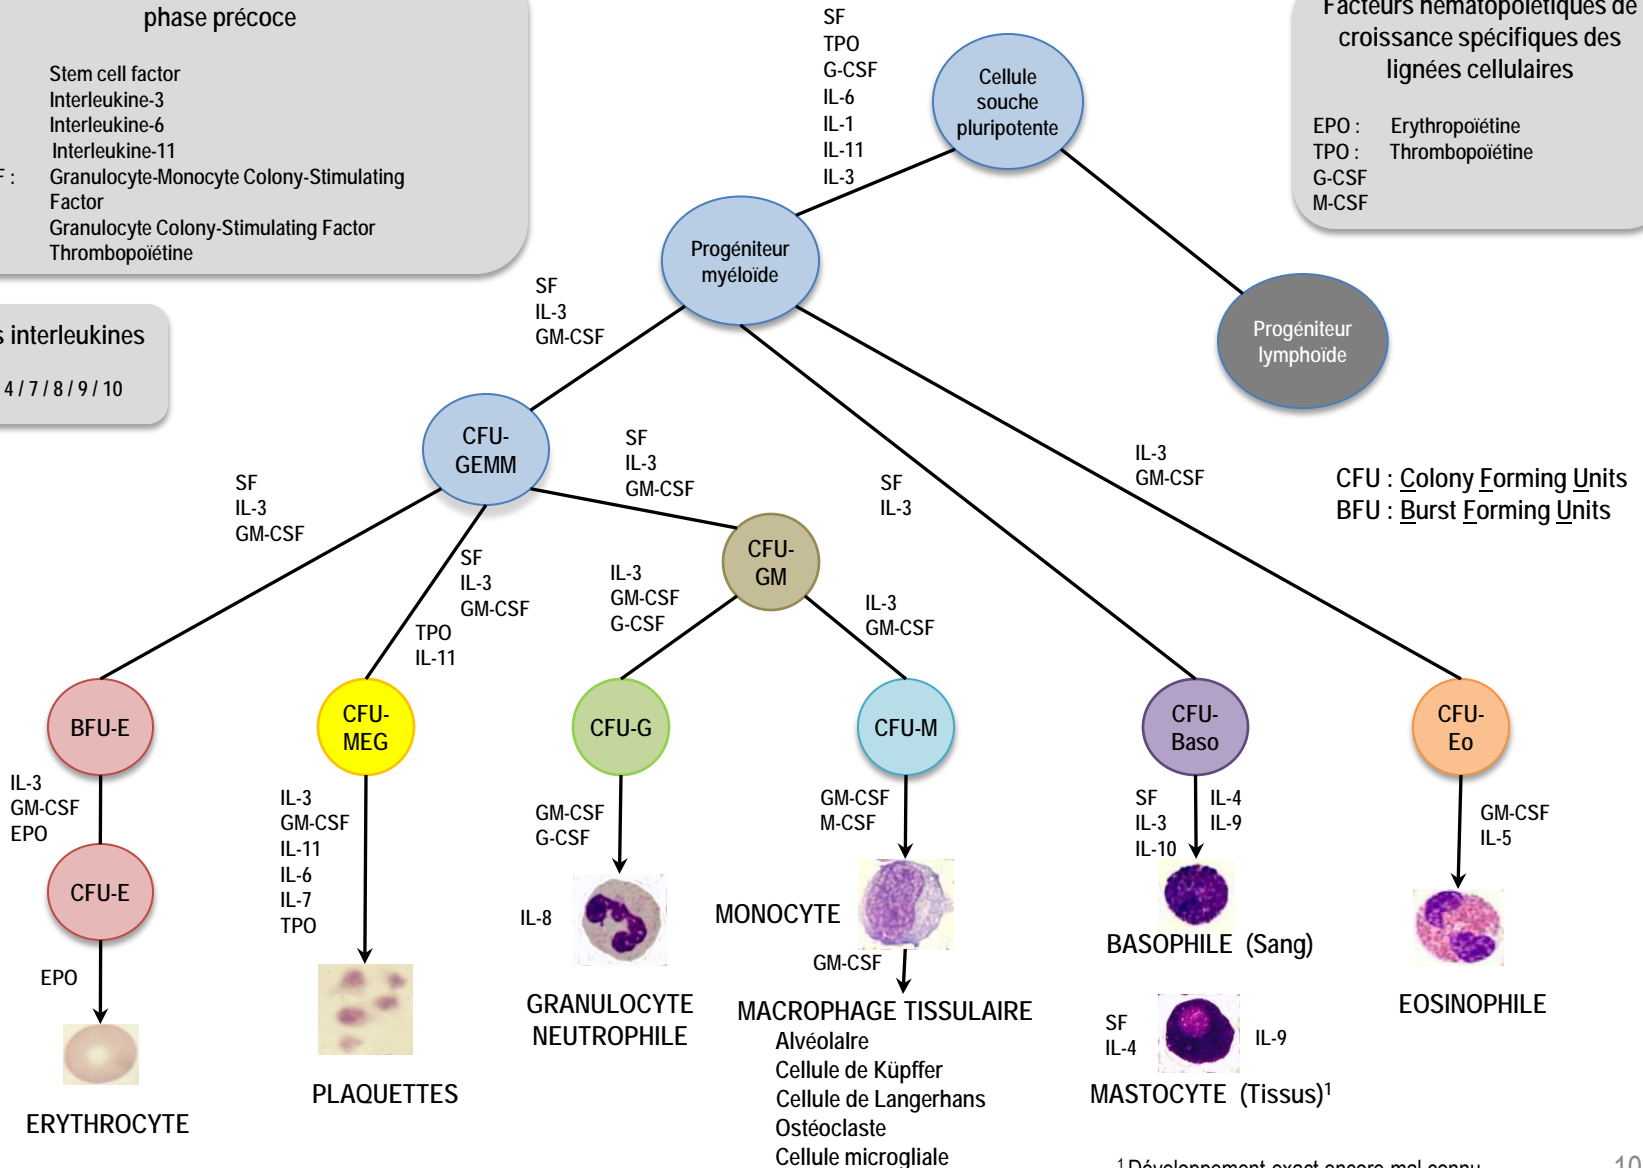 phase précoce
Stem cell factor
Interleukine-3
Interleukine-6
Interleukine-11
F : Granulocyte-Monocyte Colony-Stimulating
Factor
Granulocyte Colony-Stimulating Factor
Thrombopoïétine
s interleukines
4 / 7 / 8 / 9 / 10
Facteurs hématopoïétiques de
croissance spécifiques des
lignées cellulaires
EPO : Erythropoïétine
TPO : Thrombopoïétine
G-CSF
M-CSF
SF
TPO
G-CSF
IL-6
IL-1
IL-11
IL-3
Cellule
souche
pluripotente
Progéniteur
myéloïde
Progéniteur
lymphoïde
SF
IL-3
GM-CSF
CFU-
GEMM
SF
IL-3
GM-CSF
SF
IL-3
GM-CSF
SF
IL-3
GM-CSF
TPO
IL-11
CFU-
GM
IL-3
GM-CSF
G-CSF
IL-3
GM-CSF
SF
IL-3
IL-3
GM-CSF
CFU : Colony Forming Units
BFU : Burst Forming Units
BFU-E
CFU-
MEG
CFU-G
CFU-M
CFU-
Baso
CFU-
Eo
IL-3
GM-CSF
EPO
CFU-E
EPO
ERYTHROCYTE
IL-3
GM-CSF
IL-11
IL-6
IL-7
TPO
PLAQUETTES
GM-CSF
G-CSF
IL-8
GRANULOCYTE
NEUTROPHILE
GM-CSF
M-CSF
MONOCYTE
GM-CSF
MACROPHAGE TISSULAIRE
Alvéolaire
Cellule de Küpffer
Cellule de Langerhans
Ostéoclaste
Cellule microgliale
SF
IL-3
IL-10
IL-4
IL-9
BASOPHILE (Sang)
SF
IL-4
IL-9
MASTOCYTE (Tissus)1
GM-CSF
IL-5
EOSINOPHILE
1 Développement exact encore mal connu
10